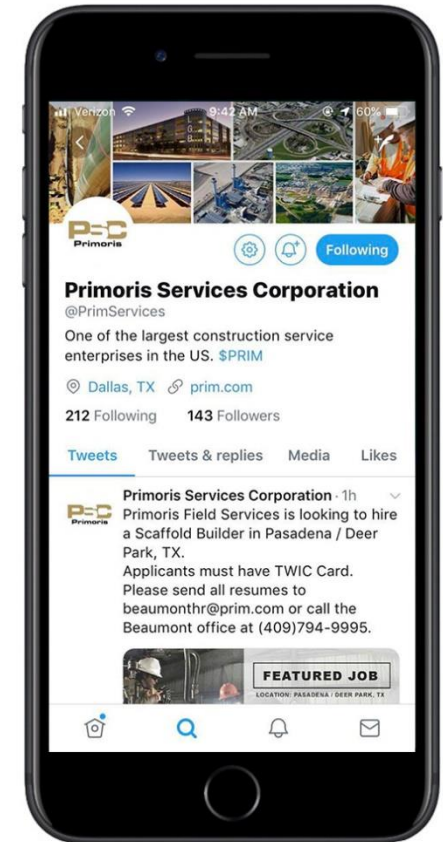 Verizon 9:42 AM 60%
L
G
B
PSC
Primoris
Following
Primoris Services Corporation
@PrimServices
One of the largest construction service
enterprises in the US. $PRIM
Dallas, TX prim.com
212 Following 143 Followers
Tweets Tweets & replies Media Likes
PSC
Primoris
Primoris Services Corporation · 1h
Primoris Field Services is looking to hire
a Scaffold Builder in Pasadena / Deer
Park, TX.
Applicants must have TWIC Card.
Please send all resumes to
beaumonthr@prim.com or call the
Beaumont office at (409)794-9995.
FEATURED JOB
LOCATION: PASADENA / DEER PARK, TX